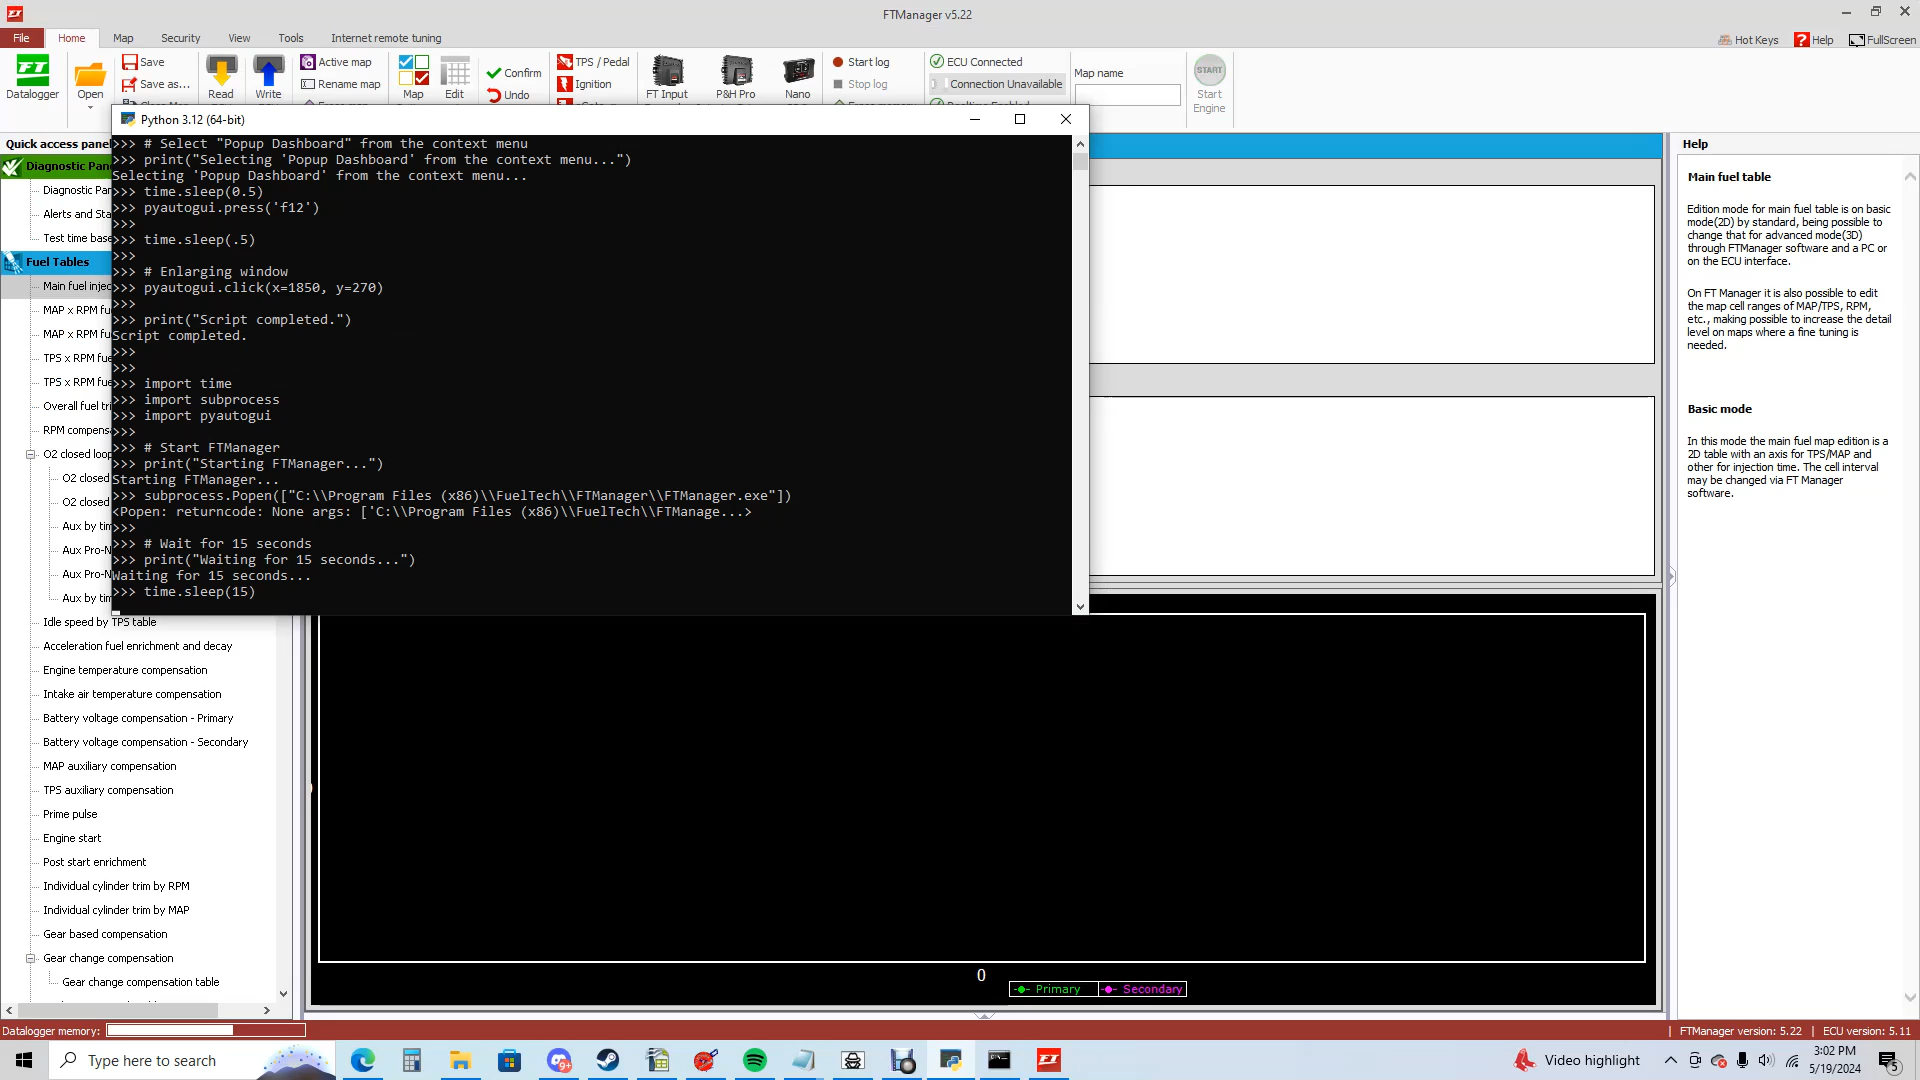 FTManager v5.22
File
Home
Map
Security
View
Tools
Internet remote tuning
Hot Keys
Help
FullScreen
Datalogger
Open
Save
Save as...
Read
Write
Active map
Rename map
Map
Edit
Confirm
Undo
TPS / Pedal
Ignition
FT Input
P&H Pro
Nano
Start log
Stop log
ECU Connected
Connection Unavailable
Map name
START
Start
Engine
Quick access panel
Diagnostic Pan
Diagnostic Par
Alerts and Sta
Test time base
Fuel Tables
Main fuel injec
MAP x RPM fu
MAP x RPM fu
TPS x RPM fue
TPS x RPM fue
Overall fuel tri
RPM compens
O2 closed loop
O2 closed
O2 closed
Aux by tim
Aux Pro-N
Aux Pro-N
Aux by tim
Idle speed by TPS table
Acceleration fuel enrichment and decay
Engine temperature compensation
Intake air temperature compensation
Battery voltage compensation - Primary
Battery voltage compensation - Secondary
MAP auxiliary compensation
TPS auxiliary compensation
Prime pulse
Engine start
Post start enrichment
Individual cylinder trim by RPM
Individual cylinder trim by MAP
Gear based compensation
Gear change compensation
Gear change compensation table
Python 3.12 (64-bit)
>>> # Select "Popup Dashboard" from the context menu
>>> print("Selecting 'Popup Dashboard' from the context menu...")
Selecting 'Popup Dashboard' from the context menu...
>>> time.sleep(0.5)
>>> pyautogui.press('f12')
>>>
>>> time.sleep(.5)
>>>
>>> # Enlarging window
>>> pyautogui.click(x=1850, y=270)
>>>
>>> print("Script completed.")
Script completed.
>>>
>>>
>>> import time
>>> import subprocess
>>> import pyautogui
>>>
>>> # Start FTManager
>>> print("Starting FTManager...")
Starting FTManager...
>>> subprocess.Popen(["C:\\Program Files (x86)\\FuelTech\\FTManager\\FTManager.exe"])
<Popen: returncode: None args: ['C:\\Program Files (x86)\\FuelTech\\FTManage...>
>>>
>>> # Wait for 15 seconds
>>> print("Waiting for 15 seconds...")
Waiting for 15 seconds...
>>> time.sleep(15)
0
Primary
Secondary
Help
Main fuel table
Edition mode for main fuel table is on basic
mode(2D) by standard, being possible to
change that for advanced mode(3D)
through FTManager software and a PC or
on the ECU interface.
On FT Manager it is also possible to edit
the map cell ranges of MAP/TPS, RPM,
etc., making possible to increase the detail
level on maps where a fine tuning is
needed.
Basic mode
In this mode the main fuel map edition is a
2D table with an axis for TPS/MAP and
other for injection time. The cell interval
may be changed via FT Manager
software.
Datalogger memory:
| FTManager version: 5.22 | ECU version: 5.11
Type here to search
Video highlight
3:02 PM
5/19/2024
5